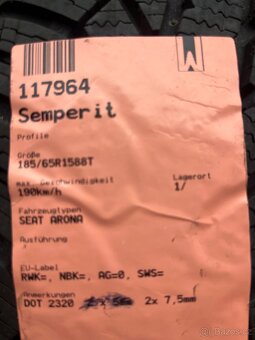 117964
Semperit
Profile
Größe
185/65R1588T
max. Geschwindigkeit
190km/h
Lagerort
1/
Fahrzeugtypen
SEAT ARONA
Ausführung
EU-Label
RWK=, NBK=, AG=0, SWS=
Anmerkungen
DOT 2320 2x 7,5mm